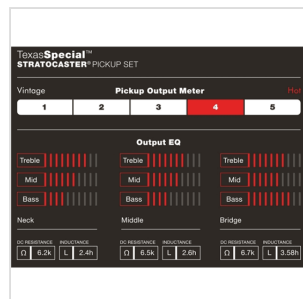 TexasSpecial™
STRATOCASTER® PICKUP SET
Vintage Pickup Output Meter Hot
1 2 3 4 5
Output EQ
Treble Treble Treble
Mid Mid Mid
Bass Bass Bass
Neck Middle Bridge
DC RESISTANCE INDUCTANCE DC RESISTANCE INDUCTANCE DC RESISTANCE INDUCTANCE
Ω 6.2k L 2.4h Ω 6.5k L 2.6h Ω 6.7k L 3.58h